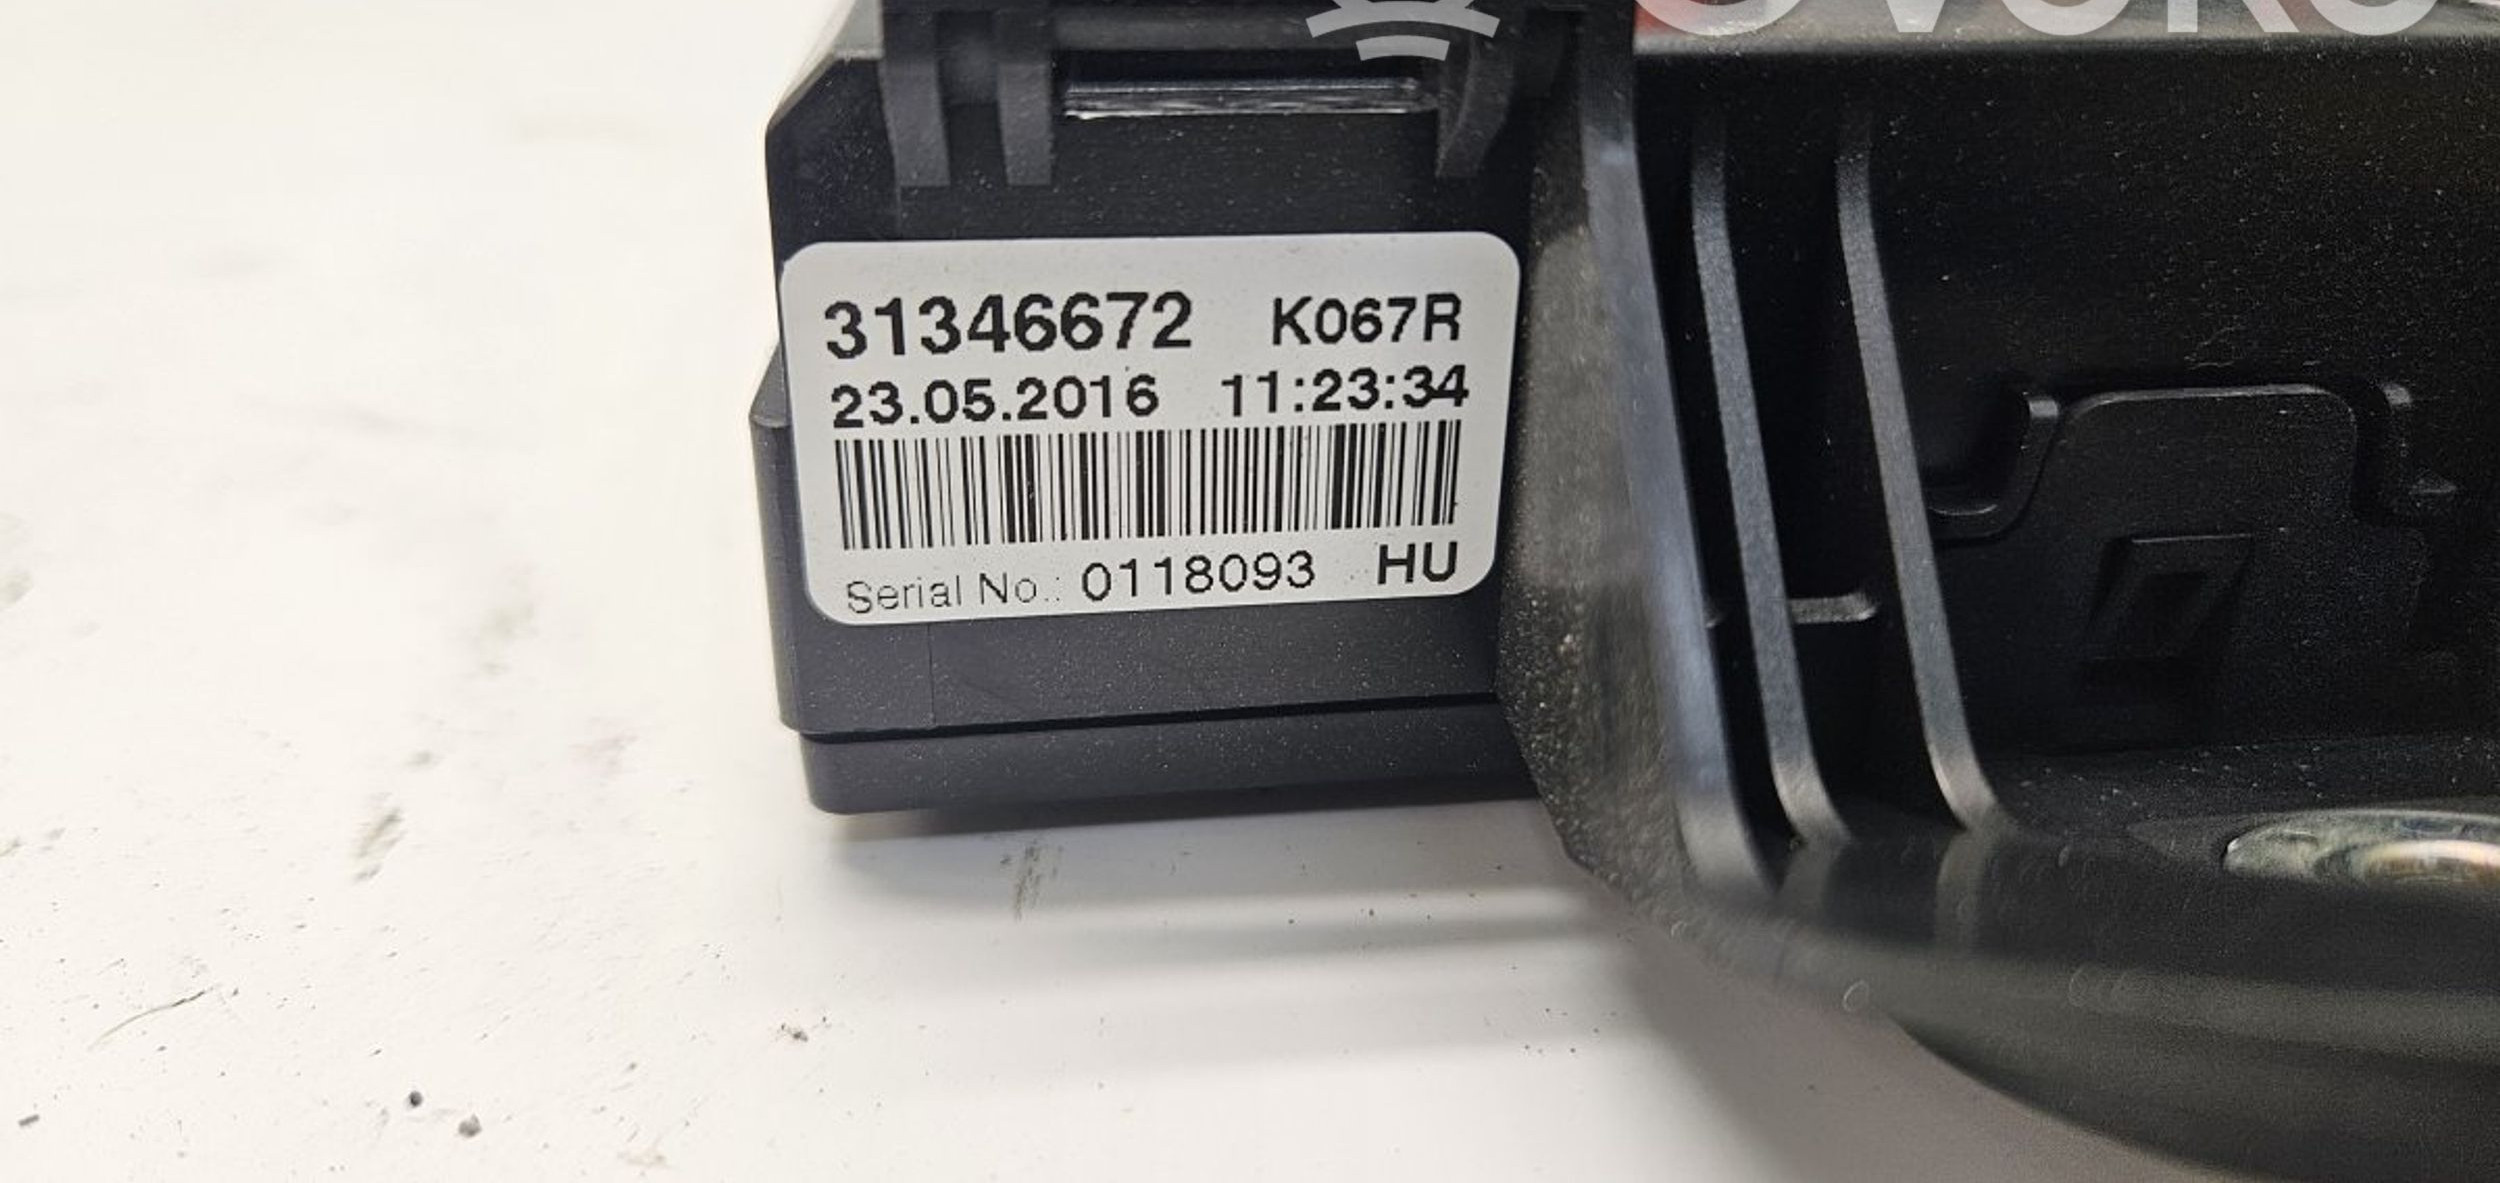 31346672 K067R
23.05.2016 11:23:34
Serial No.: 0118093 HU